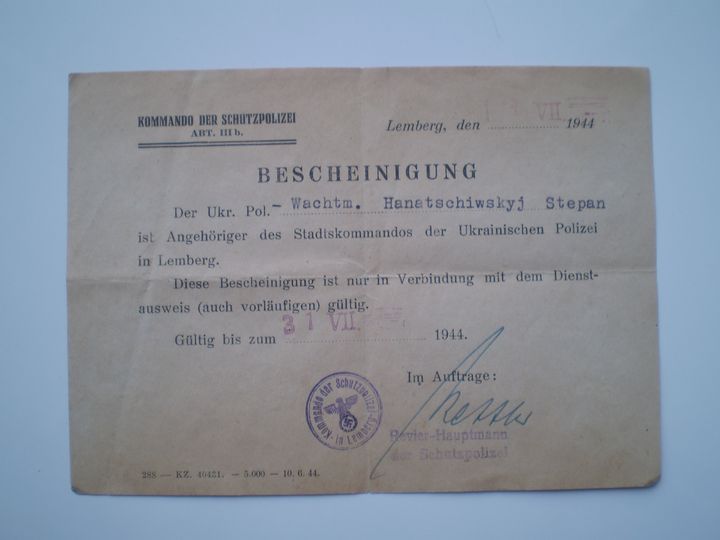 KOMMANDO DER SCHUTZPOLIZEI
ABT. III b.
Lemberg, den VII. 1944
BESCHEINIGUNG
Der Ukr. Pol.- Wachtm. Hanatschiwskyj Stepan
ist Angehöriger des Stadtskommandos der Ukrainischen Polizei
in Lemberg.
Diese Bescheinigung ist nur in Verbindung mit dem Dienst-
ausweis (auch vorläufigen) gültig.
Gültig bis zum 31 VII. 1944.
Im Auftrage:
Revier-Hauptmann
der Schutzpolizei
Kommando der Schutzpolizei
in Lemberg
288 — KZ. 40431. — 5.000 — 10. 6. 44.